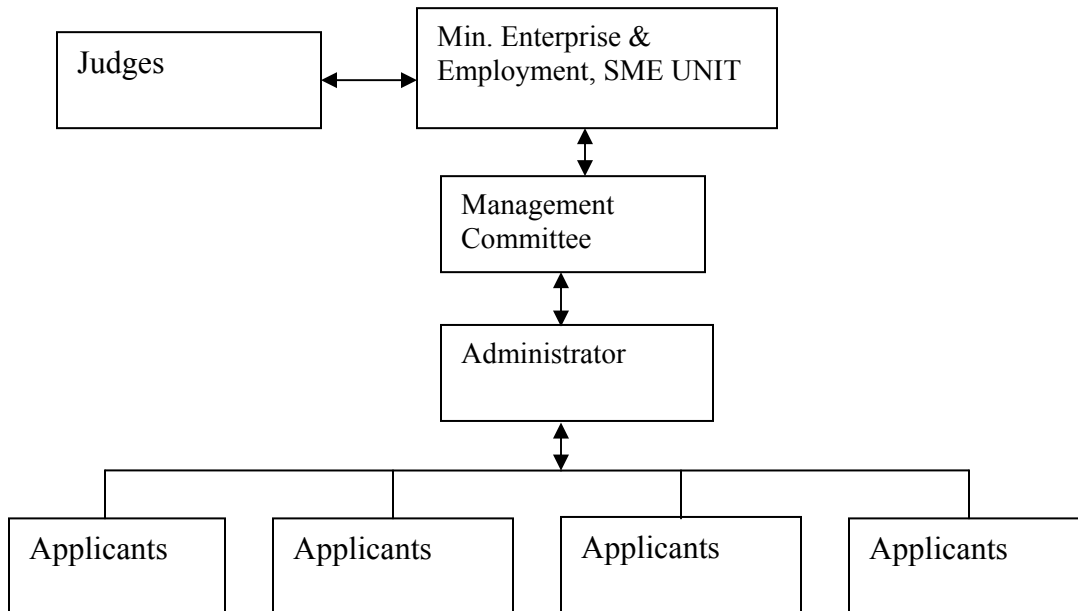 Judges
Min. Enterprise &
Employment, SME UNIT
Management
Committee
Administrator
Applicants
Applicants
Applicants
Applicants